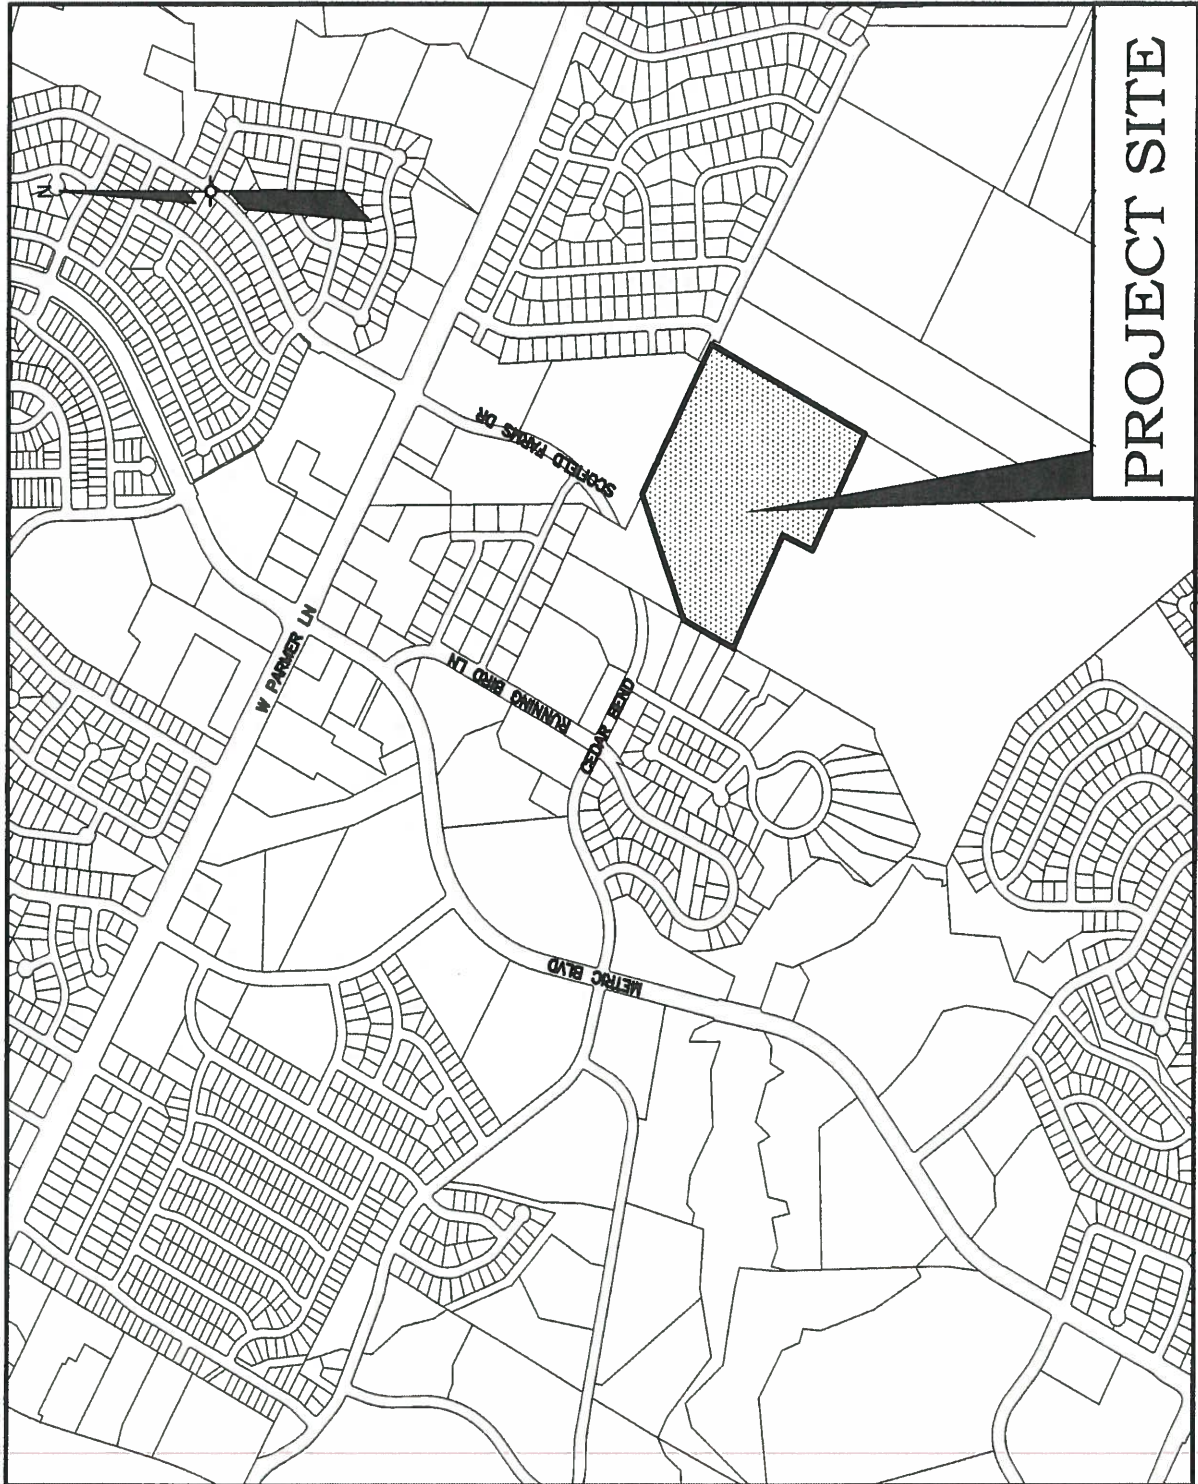 PROJECT SITE
N
SCOFIELD FARMS DR
W PARMER LN
RUNNING BIRD LN
CEDAR BEND
METRIC BLVD